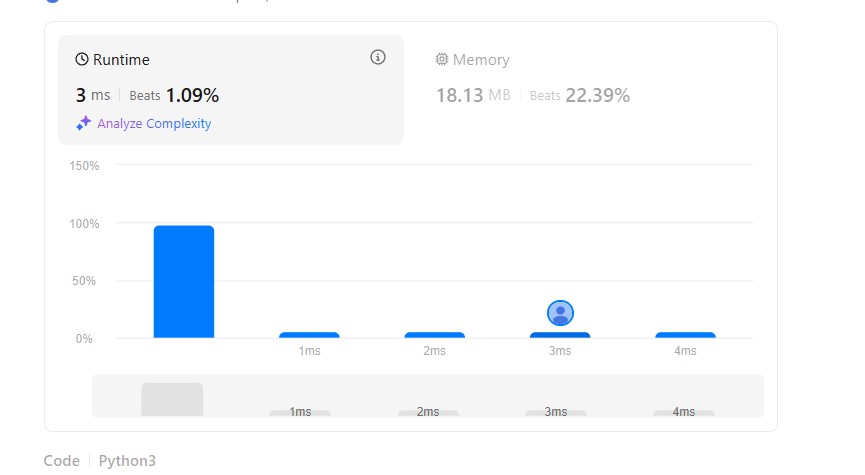 Runtime
3 ms | Beats 1.09%
Analyze Complexity
Memory
18.13 MB | Beats 22.39%
150%
100%
50%
0%
1ms 2ms 3ms 4ms
1ms 2ms 3ms 4ms
Code | Python3